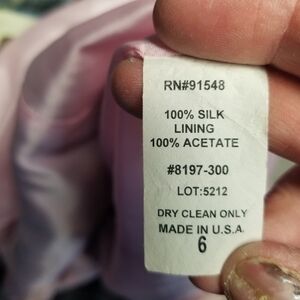 RN#91548
100% SILK
LINING
100% ACETATE
#8197-300
LOT:5212
DRY CLEAN ONLY
MADE IN U.S.A.
6